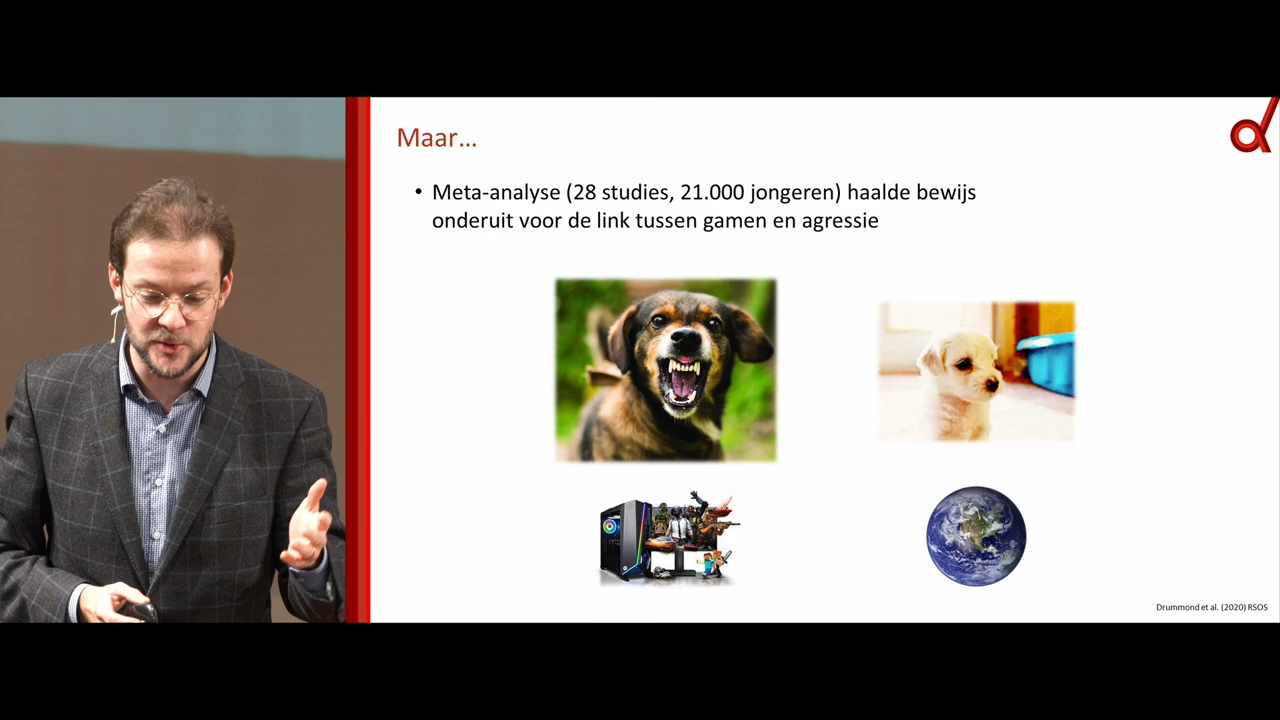 Maar…
• Meta-analyse (28 studies, 21.000 jongeren) haalde bewijs
onderuit voor de link tussen gamen en agressie
Drummond et al. (2020) RSOS